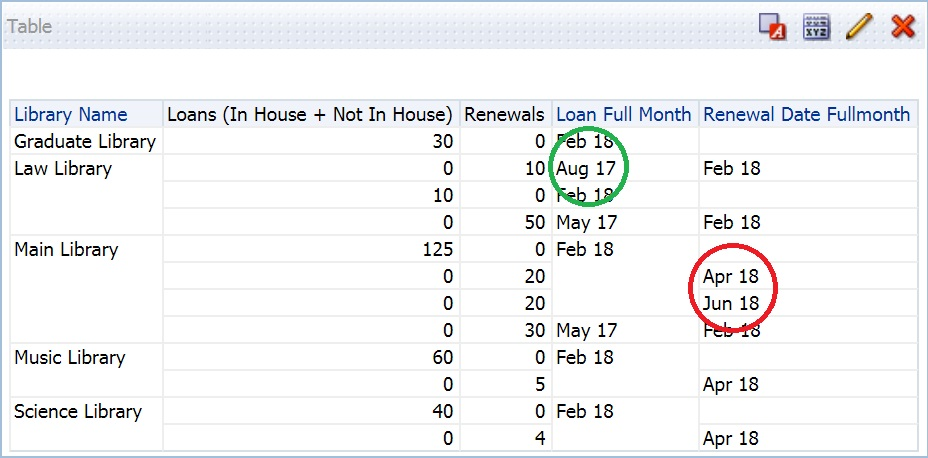 Table
Library Name Loans (In House + Not In House) Renewals Loan Full Month Renewal Date Fullmonth
Graduate Library 30 0 Feb 18
Law Library 0 10 Aug 17 Feb 18
10 0 Feb 18
0 50 May 17 Feb 18
Main Library 125 0 Feb 18
0 20 Apr 18
0 20 Jun 18
0 30 May 17 Feb 18
Music Library 60 0 Feb 18
0 5 Apr 18
Science Library 40 0 Feb 18
0 4 Apr 18